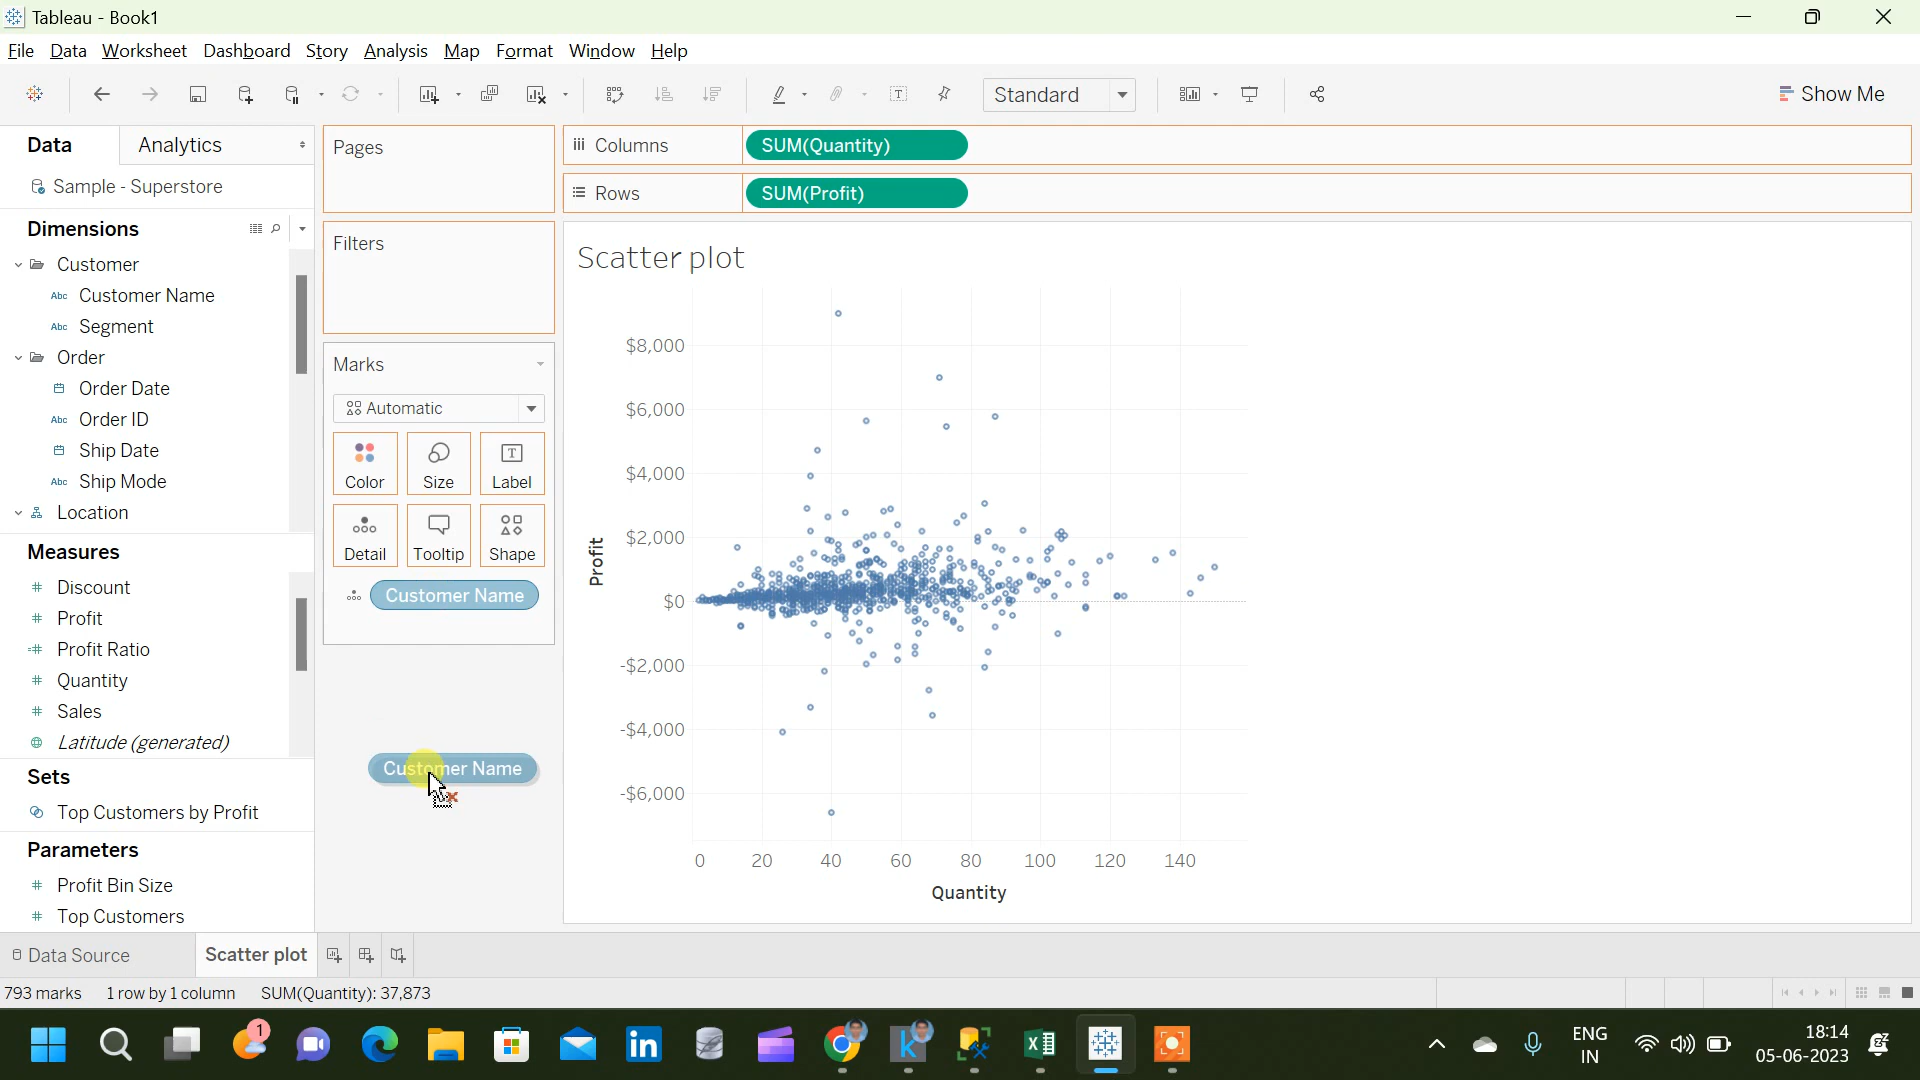 Tableau - Book1
File Data Worksheet Dashboard Story Analysis Map Format Window Help
Standard
Show Me
Data
Analytics
Sample - Superstore
Dimensions
Customer
Abc Customer Name
Abc Segment
Order
Order Date
Abc Order ID
Ship Date
Abc Ship Mode
Location
Measures
# Discount
# Profit
=# Profit Ratio
# Quantity
# Sales
Latitude (generated)
Sets
Top Customers by Profit
Parameters
# Profit Bin Size
# Top Customers
Pages
Filters
Marks
Automatic
Color Size Label
Detail Tooltip Shape
Customer Name
Customer Name
Columns
SUM(Quantity)
Rows
SUM(Profit)
Scatter plot
$8,000
$6,000
$4,000
$2,000
$0
-$2,000
-$4,000
-$6,000
Profit
0 20 40 60 80 100 120 140
Quantity
Data Source
Scatter plot
793 marks 1 row by 1 column SUM(Quantity): 37,873
1
ENG
IN
18:14
05-06-2023